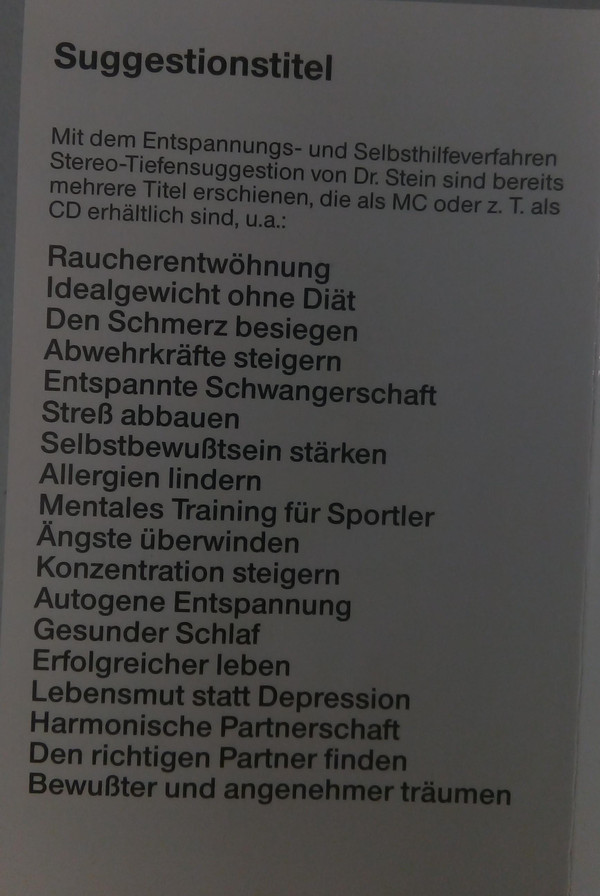 Suggestionstitel
Mit dem Entspannungs- und Selbsthilfeverfahren
Stereo-Tiefensuggestion von Dr. Stein sind bereits
mehrere Titel erschienen, die als MC oder z. T. als
CD erhältlich sind, u.a.:
Raucherentwöhnung
Idealgewicht ohne Diät
Den Schmerz besiegen
Abwehrkräfte steigern
Entspannte Schwangerschaft
Streß abbauen
Selbstbewußtsein stärken
Allergien lindern
Mentales Training für Sportler
Ängste überwinden
Konzentration steigern
Autogene Entspannung
Gesunder Schlaf
Erfolgreicher leben
Lebensmut statt Depression
Harmonische Partnerschaft
Den richtigen Partner finden
Bewußter und angenehmer träumen